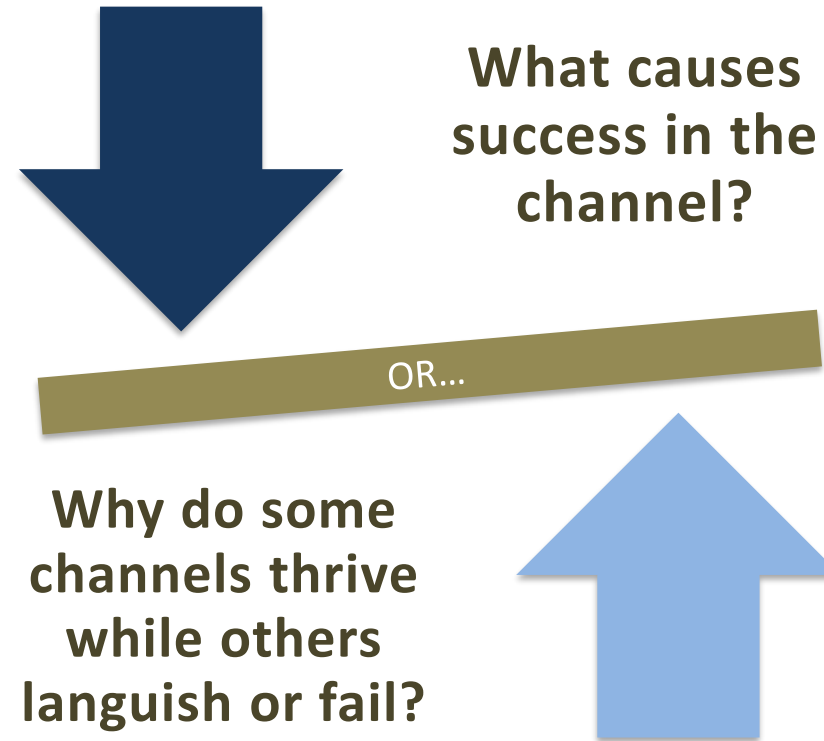 What causes
success in the
channel?
OR...
Why do some
channels thrive
while others
languish or fail?